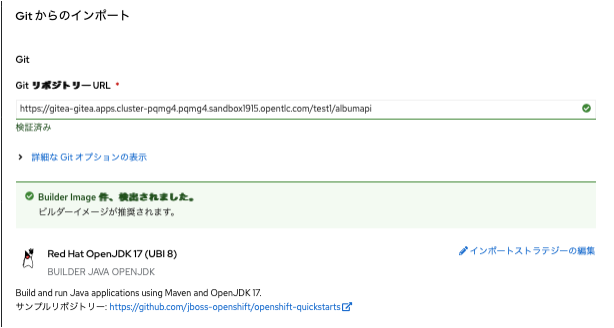 Git からのインポート
Git
Git リポジトリー URL *
https://gitea-gitea.apps.cluster-pqmg4.pqmg4.sandbox1915.opentlc.com/test1/albumapi
検証済み
詳細な Git オプションの表示
Builder Image 件、検出されました。
ビルダーイメージが推奨されます。
Red Hat OpenJDK 17 (UBI 8)
インポートストラテジーの編集
BUILDER JAVA OPENJDK
Build and run Java applications using Maven and OpenJDK 17.
サンプルリポジトリー: https://github.com/jboss-openshift/openshift-quickstarts